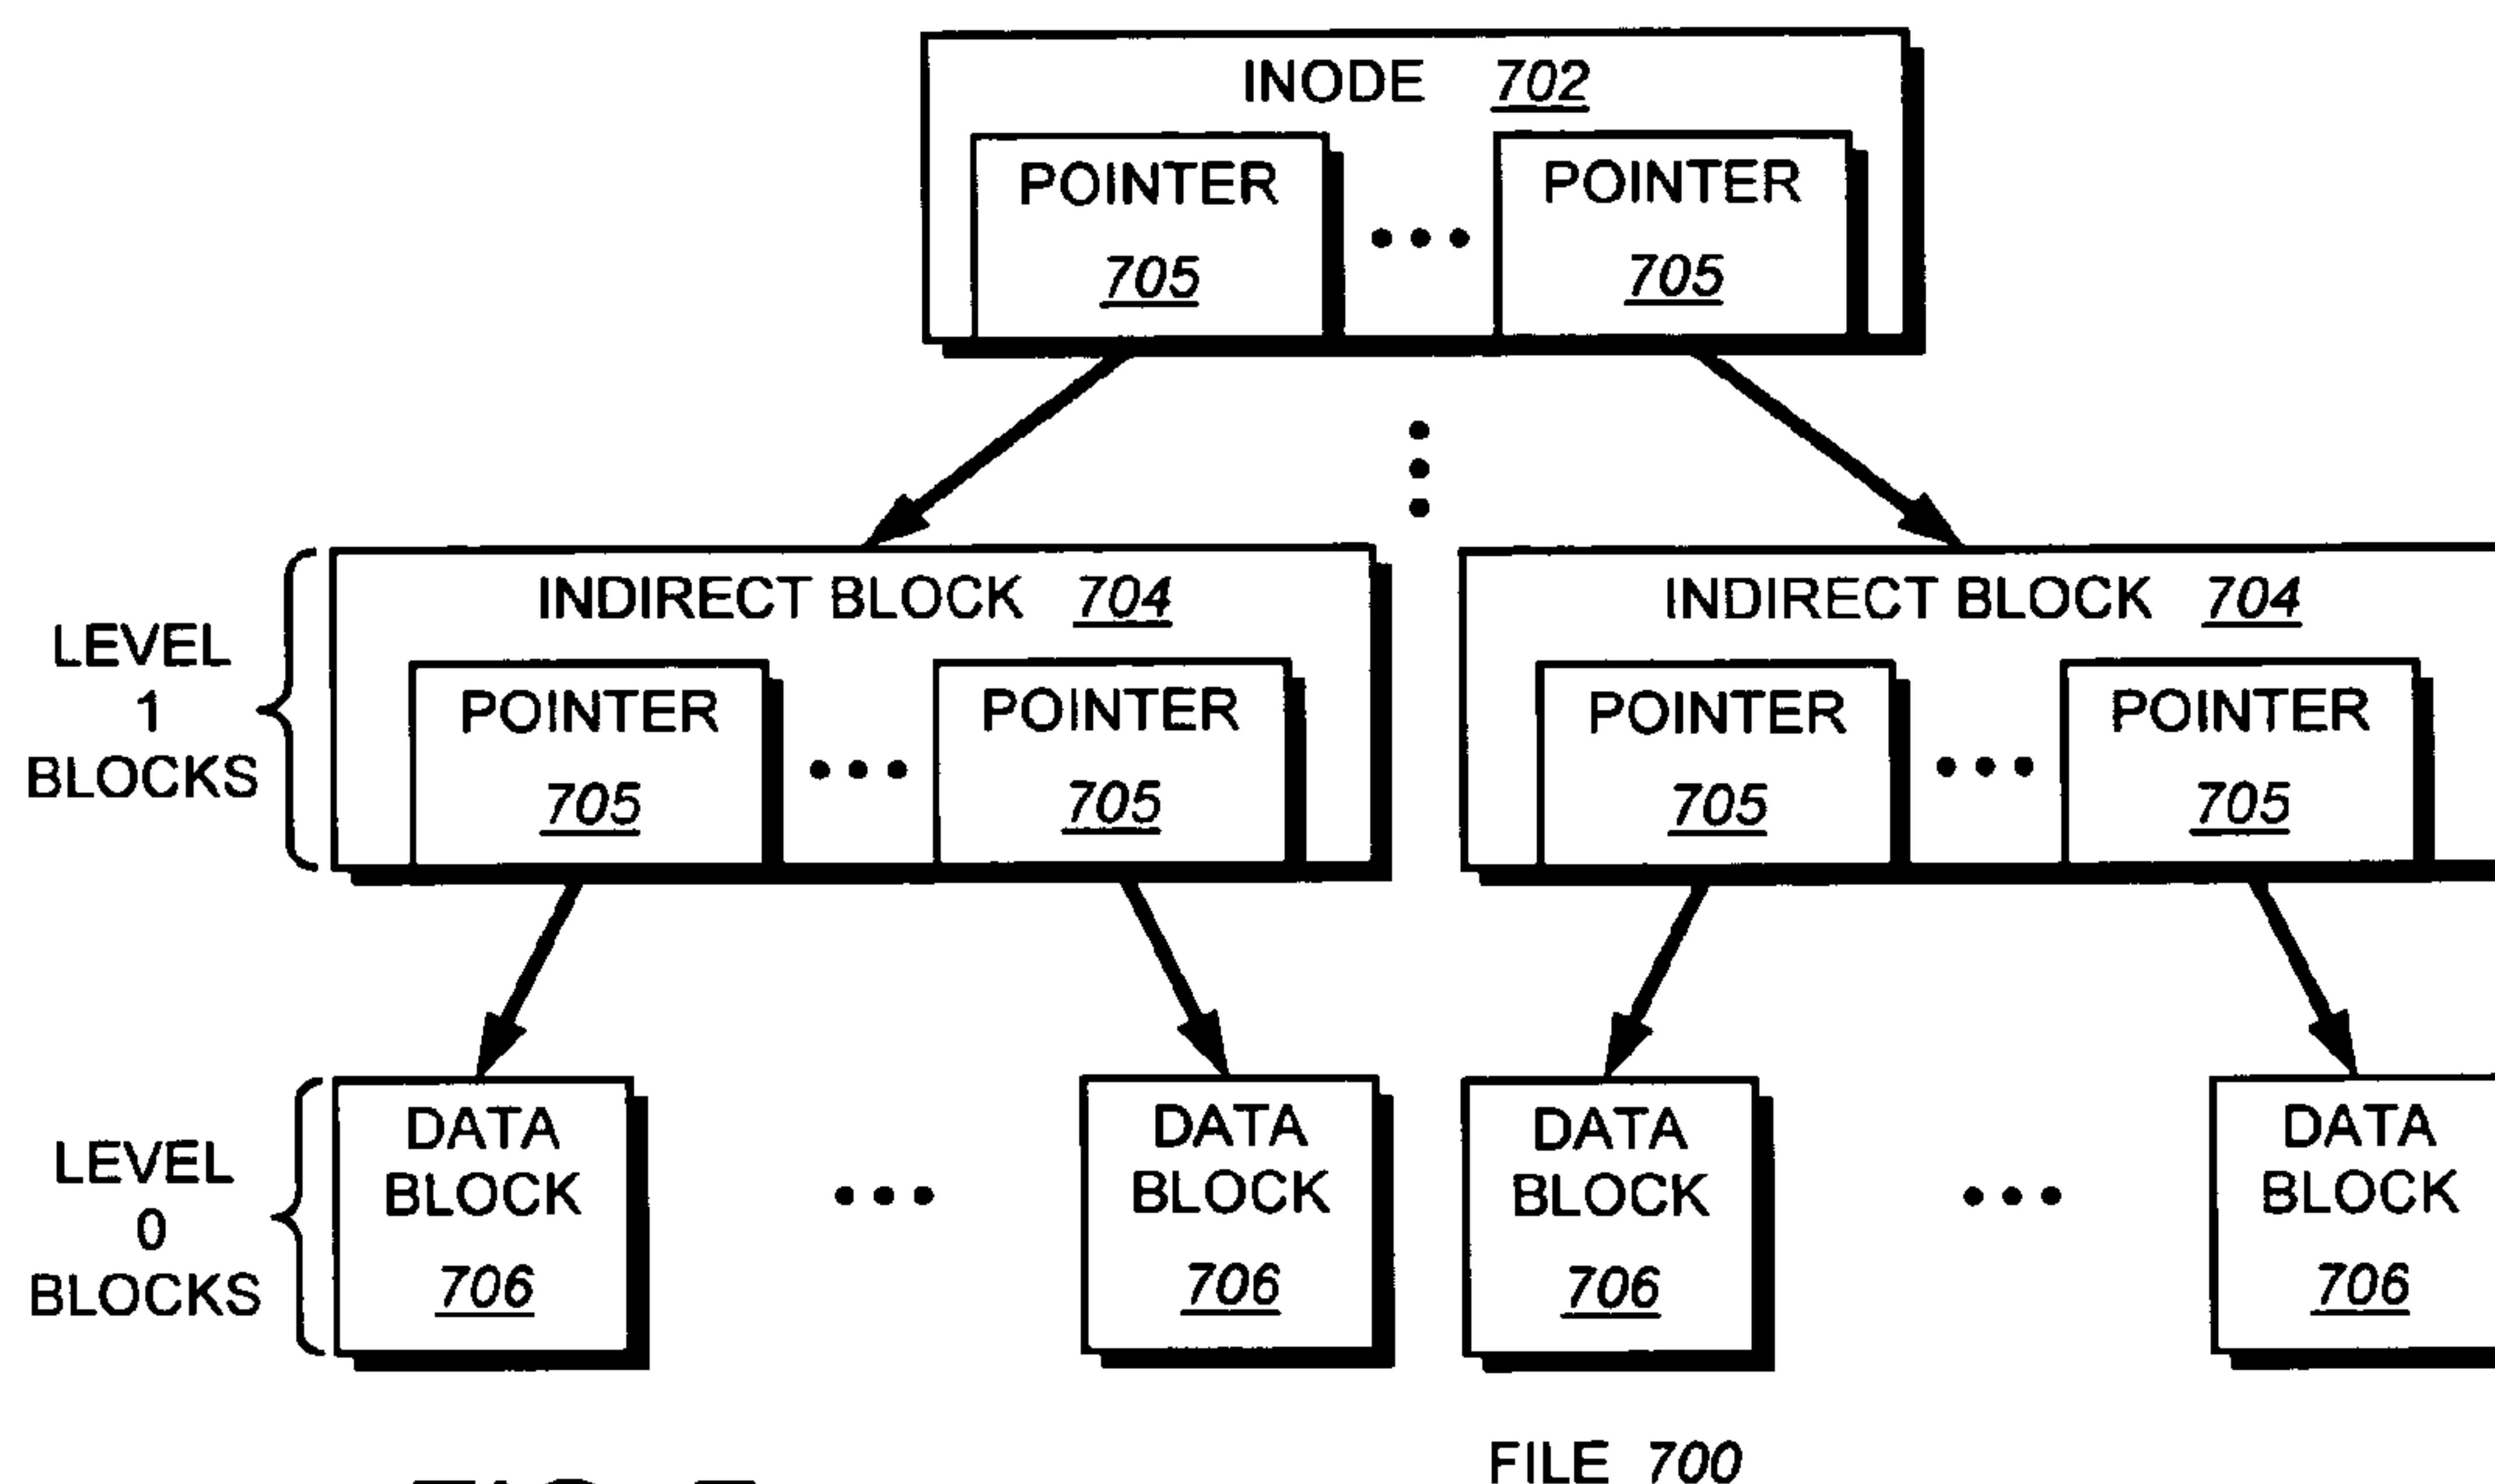 INODE 702
POINTER POINTER
705 705
INDIRECT BLOCK 704 INDIRECT BLOCK 704
LEVEL
1
BLOCKS
POINTER POINTER POINTER POINTER
705 705 705 705
LEVEL
0
BLOCKS
DATA DATA DATA DATA
BLOCK BLOCK BLOCK BLOCK
706 706 706 706
FILE 700